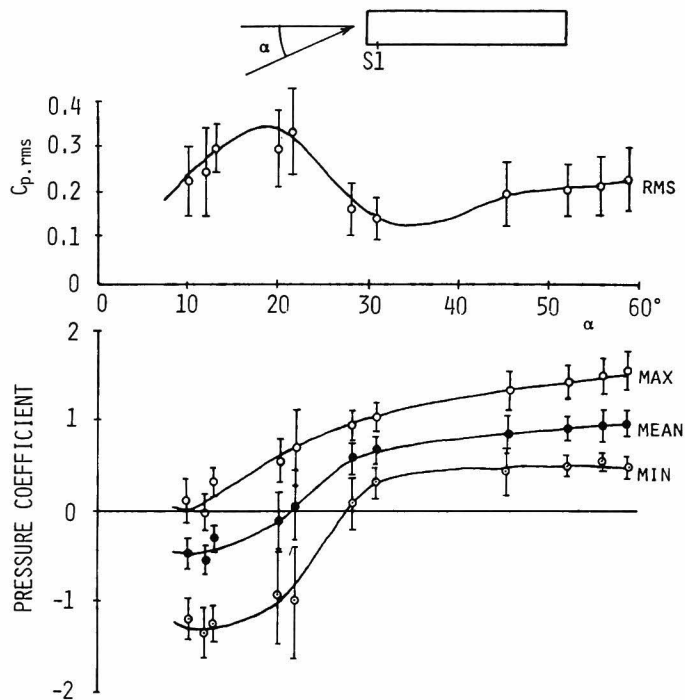 α
S1
Cp.rms
0.4
0.3
0.2
0.1
0
RMS
0 10 20 30 40 50 60°
α
PRESSURE COEFFICIENT
2
1
0
-1
-2
MAX
MEAN
MIN